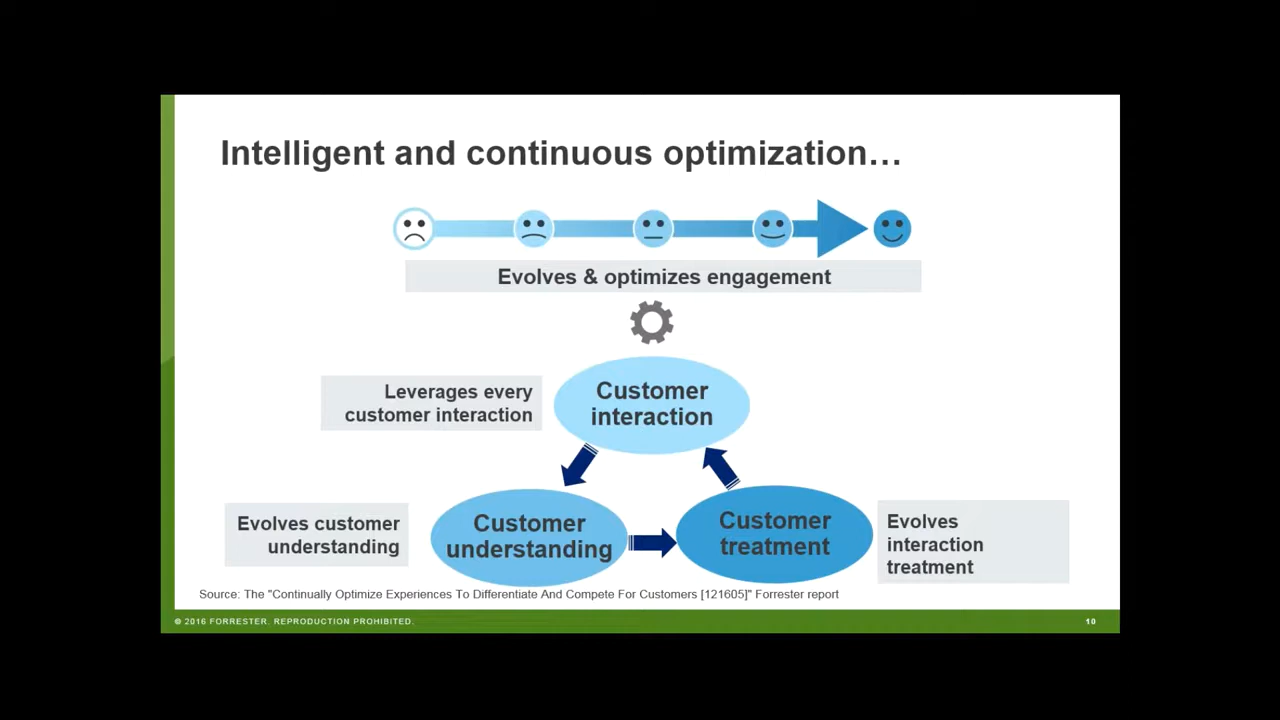 Intelligent and continuous optimization…
Evolves & optimizes engagement
Leverages every
customer interaction
Customer
interaction
Evolves customer
understanding
Customer
understanding
Customer
treatment
Evolves
interaction
treatment
Source: The "Continually Optimize Experiences To Differentiate And Compete For Customers [121605]" Forrester report
© 2016 FORRESTER. REPRODUCTION PROHIBITED.
10